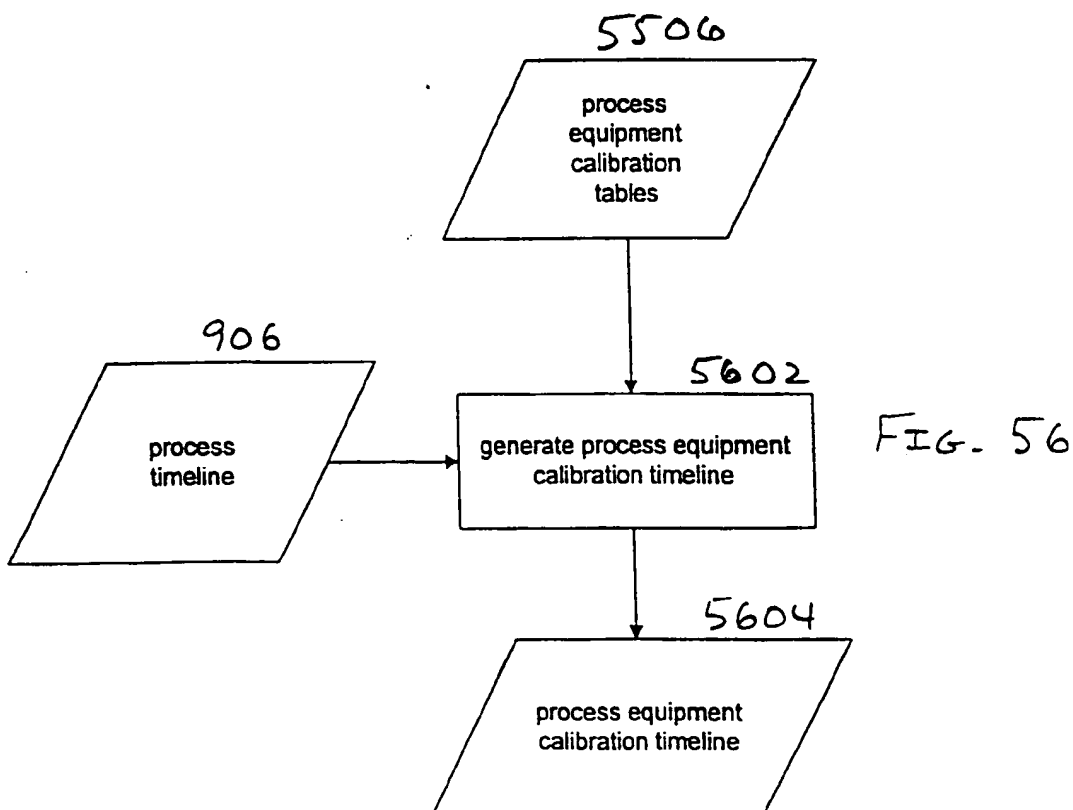 5506
process
equipment
calibration
tables
906
process
timeline
5602
generate process equipment
calibration timeline
FIG. 56
5604
process equipment
calibration timeline